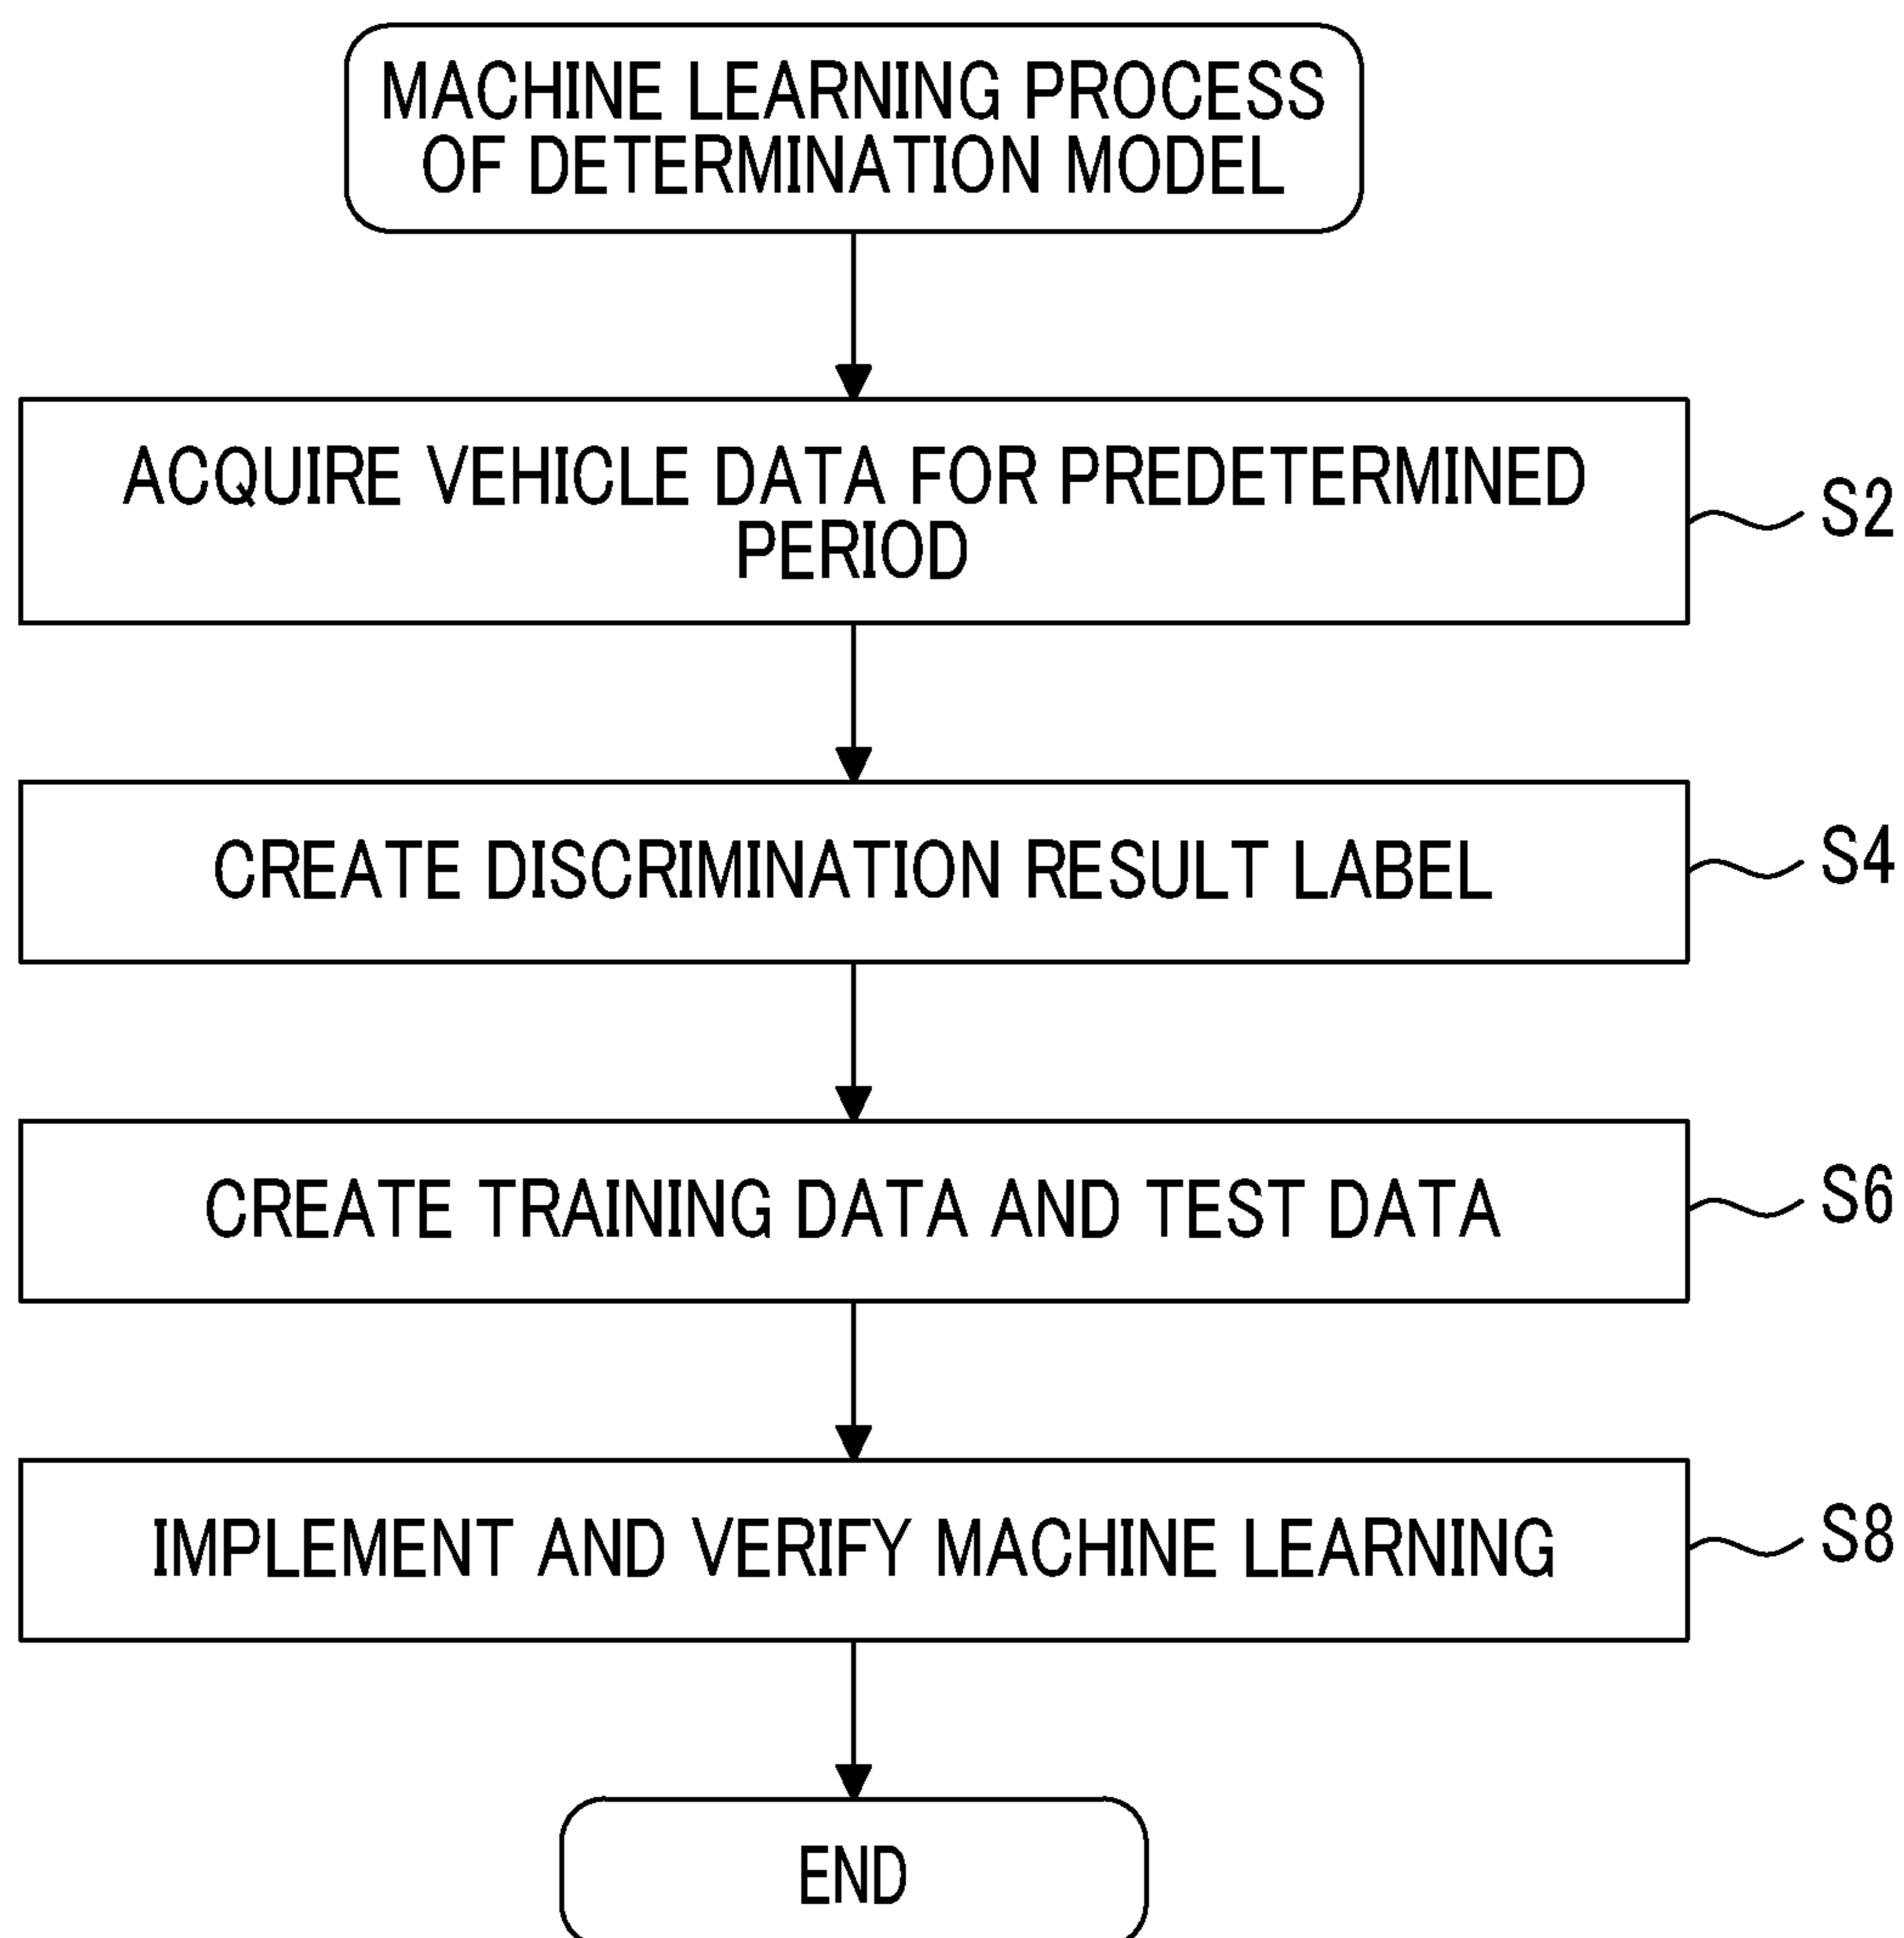 MACHINE LEARNING PROCESS
OF DETERMINATION MODEL
ACQUIRE VEHICLE DATA FOR PREDETERMINED
PERIOD
S2
CREATE DISCRIMINATION RESULT LABEL
S4
CREATE TRAINING DATA AND TEST DATA
S6
IMPLEMENT AND VERIFY MACHINE LEARNING
S8
END